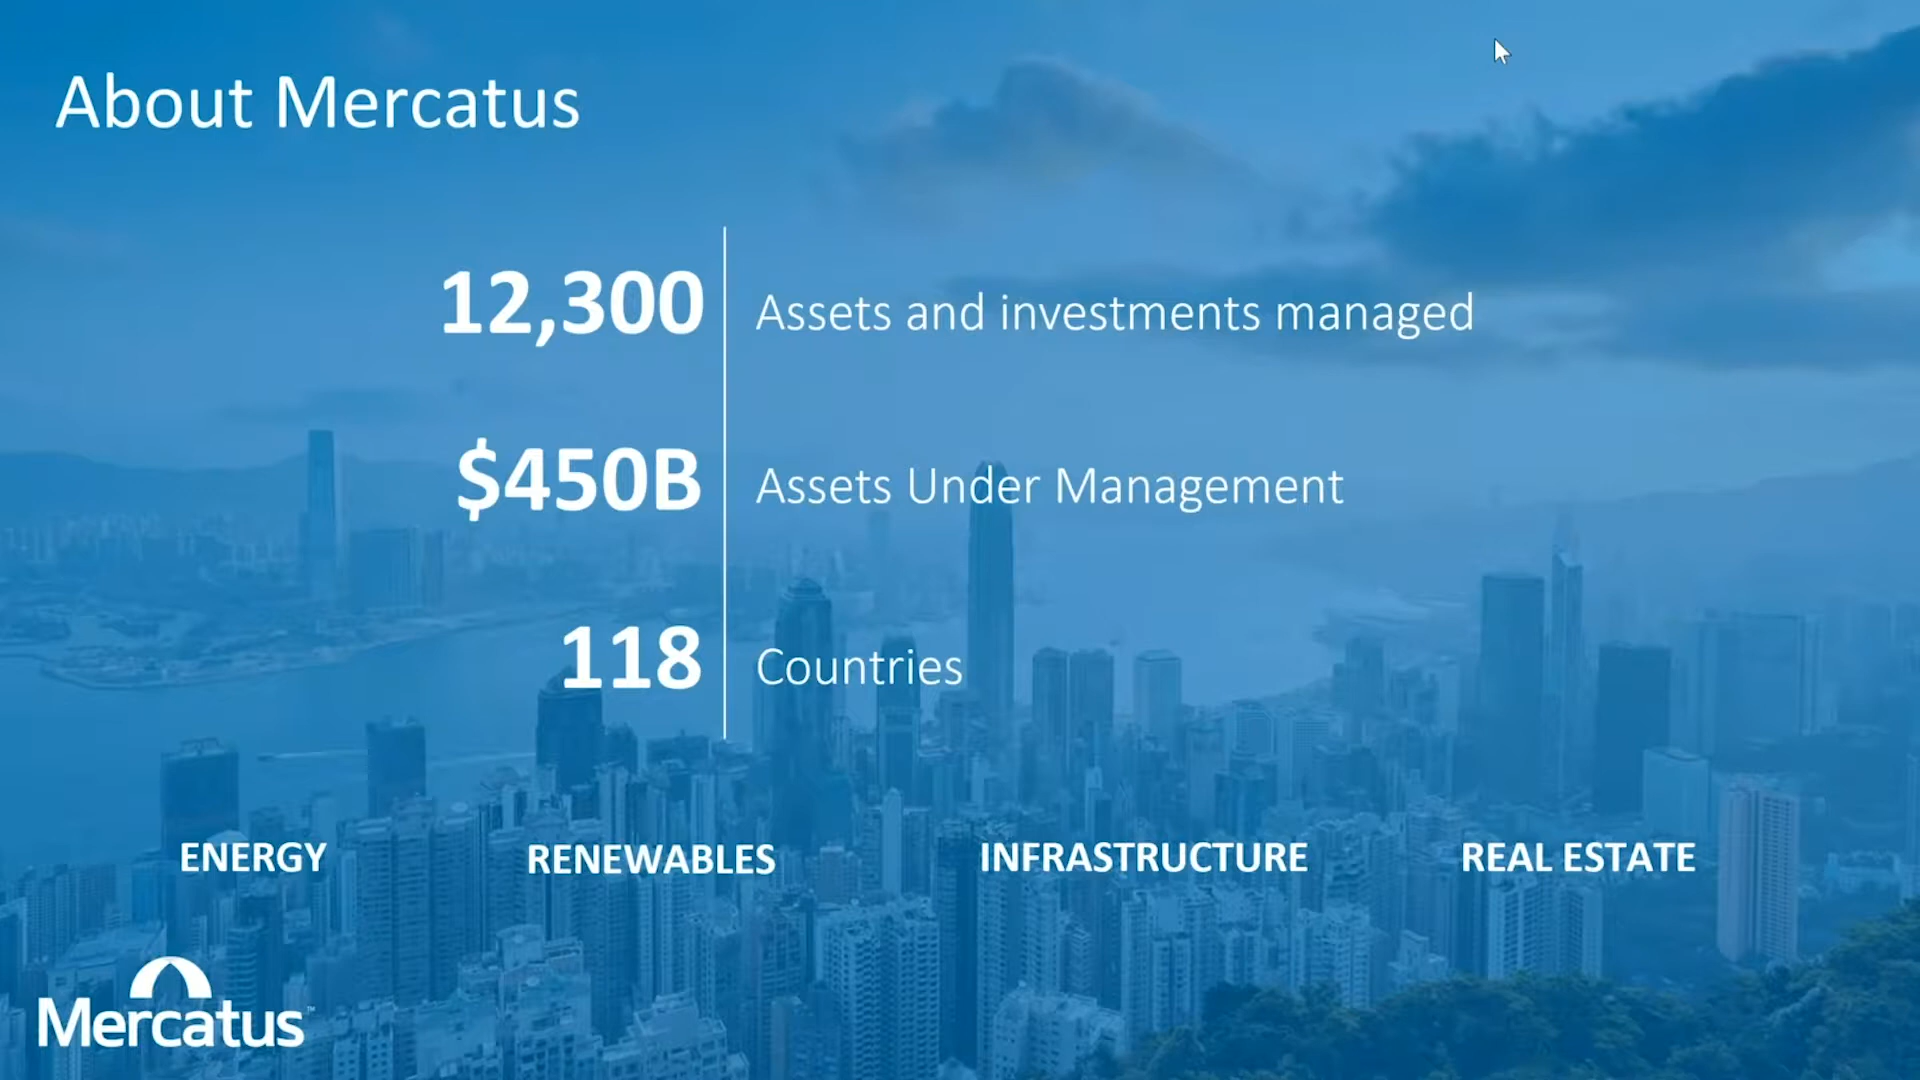 About Mercatus
12,300
Assets and investments managed
$450B
Assets Under Management
118
Countries
ENERGY
RENEWABLES
INFRASTRUCTURE
REAL ESTATE
Mercatus™